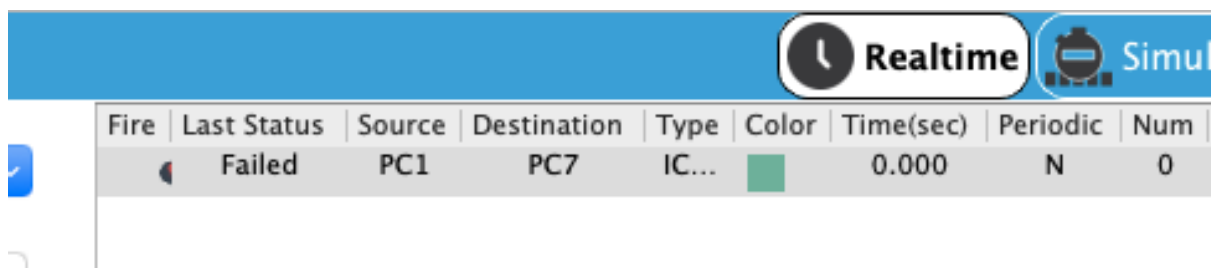 Realtime Simul
Fire Last Status Source Destination Type Color Time(sec) Periodic Num
Failed PC1 PC7 IC... 0.000 N 0